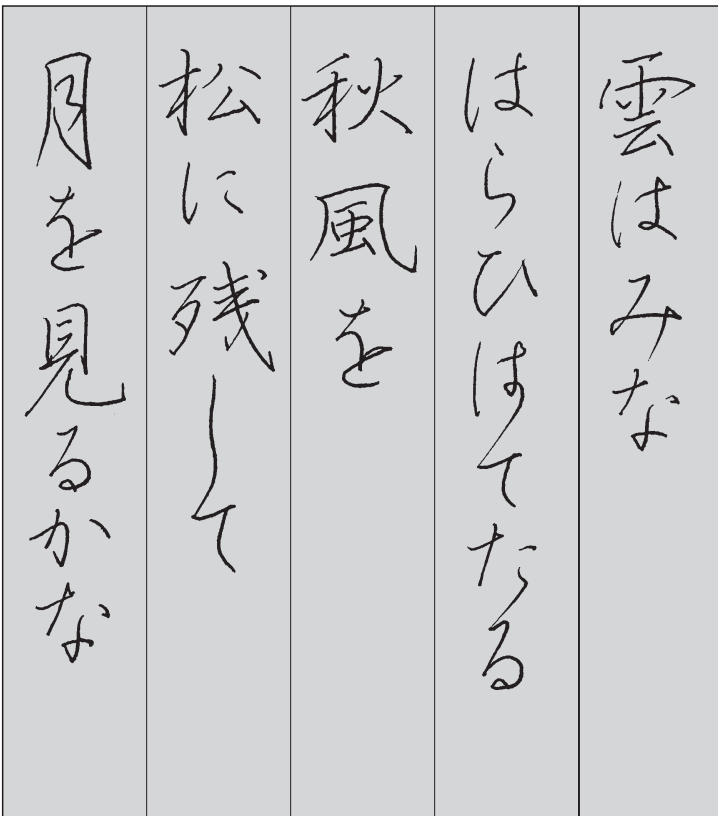 雲はみな
はらひはてたる
秋風を
松に残して
月を見るかな